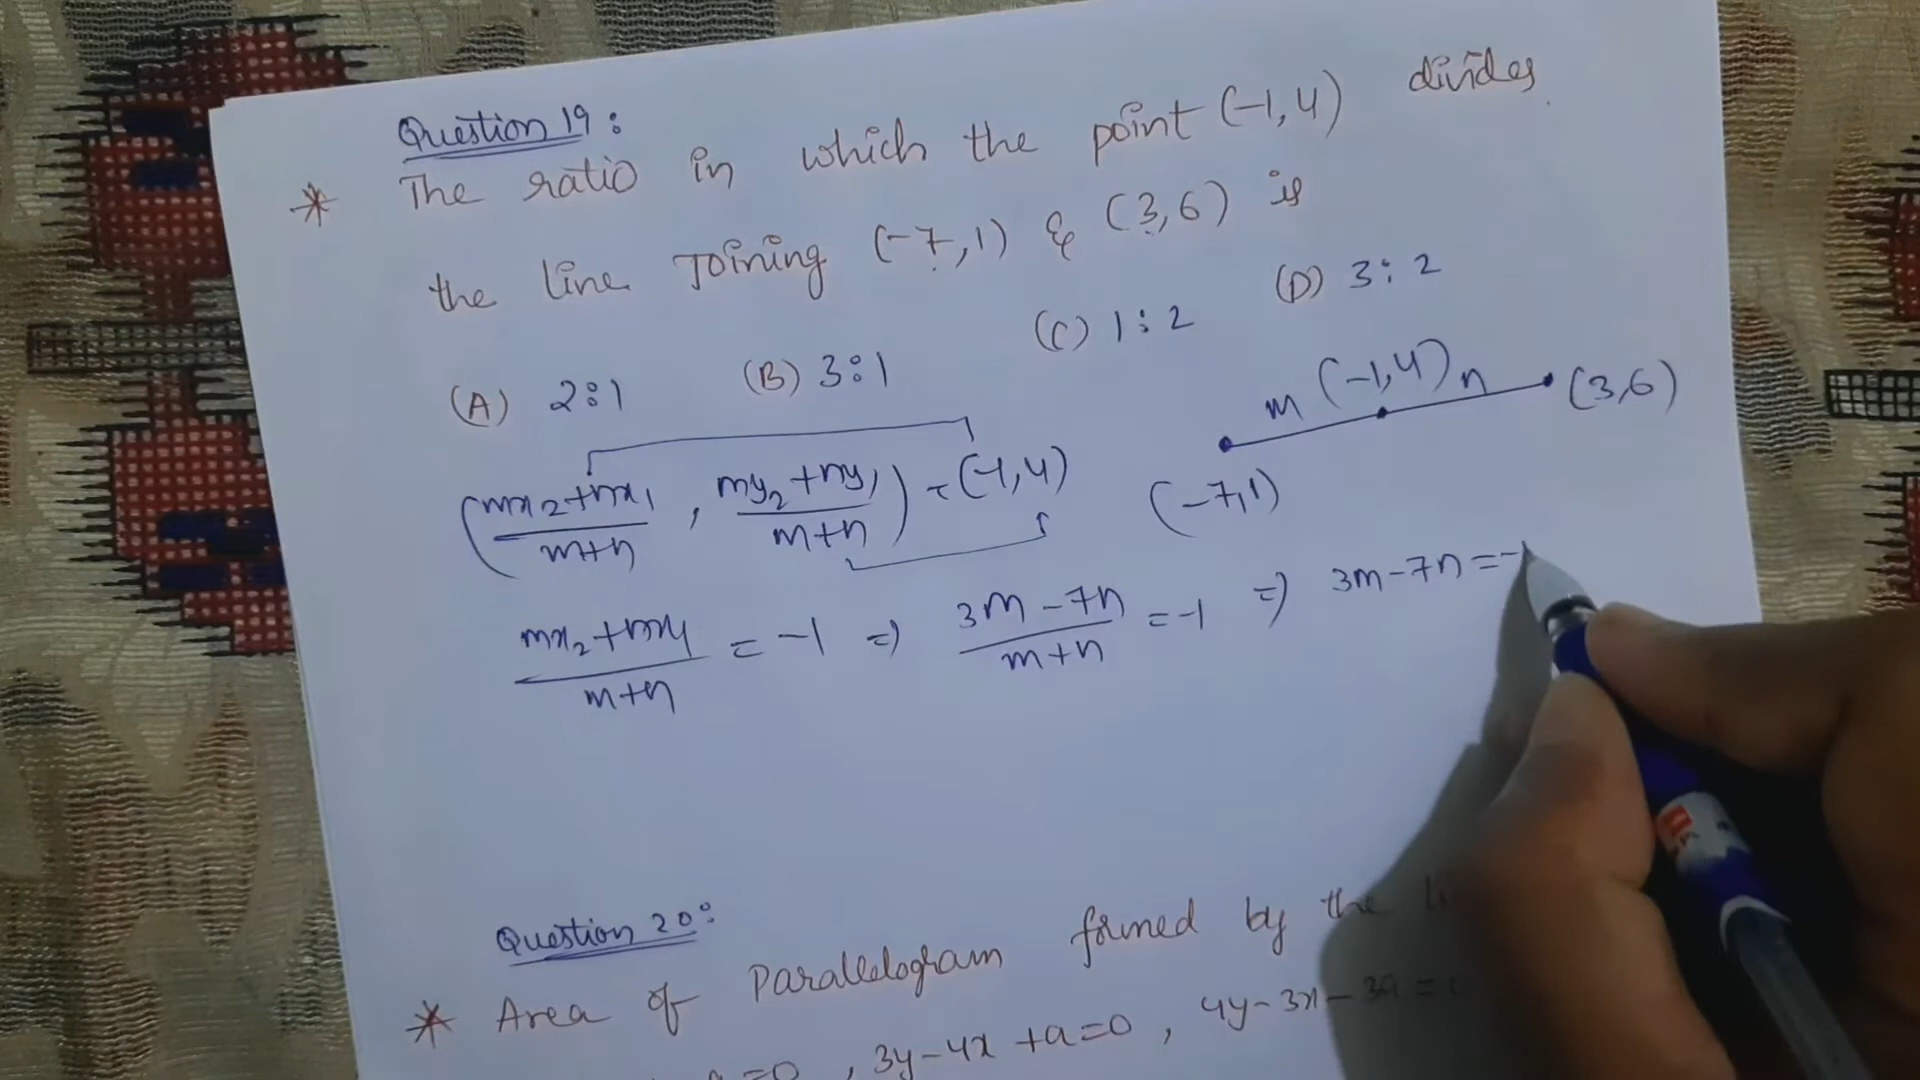 Question 19:
* The ratio in which the point (-1,4) divides
the line Joining (-7,1) & (3,6) is
(A) 2:1 (B) 3:1 (C) 1:2 (D) 3:2
m (-1,4) n (3,6)
(-7,1)
(mx₂+nx₁/m+n , my₂+ny₁/m+n) = (-1,4)
mx₂+nx₁/m+n = -1 ⇒ 3m-7n/m+n = -1 ⇒ 3m-7n=-
Question 20:
* Area of Parallelogram formed by the
=0 , 3y-4x+a=0 , 4y-3x-3a=